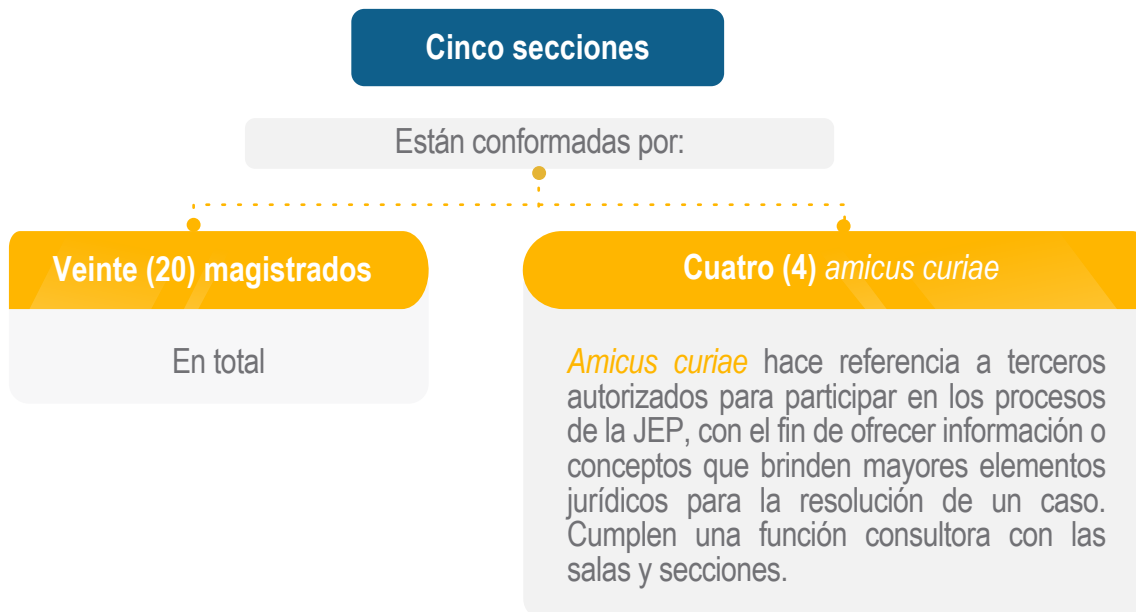 Cinco secciones
Están conformadas por:
Veinte (20) magistrados
En total
Cuatro (4) amicus curiae
Amicus curiae hace referencia a terceros
autorizados para participar en los procesos
de la JEP, con el fin de ofrecer información o
conceptos que brinden mayores elementos
jurídicos para la resolución de un caso.
Cumplen una función consultora con las
salas y secciones.